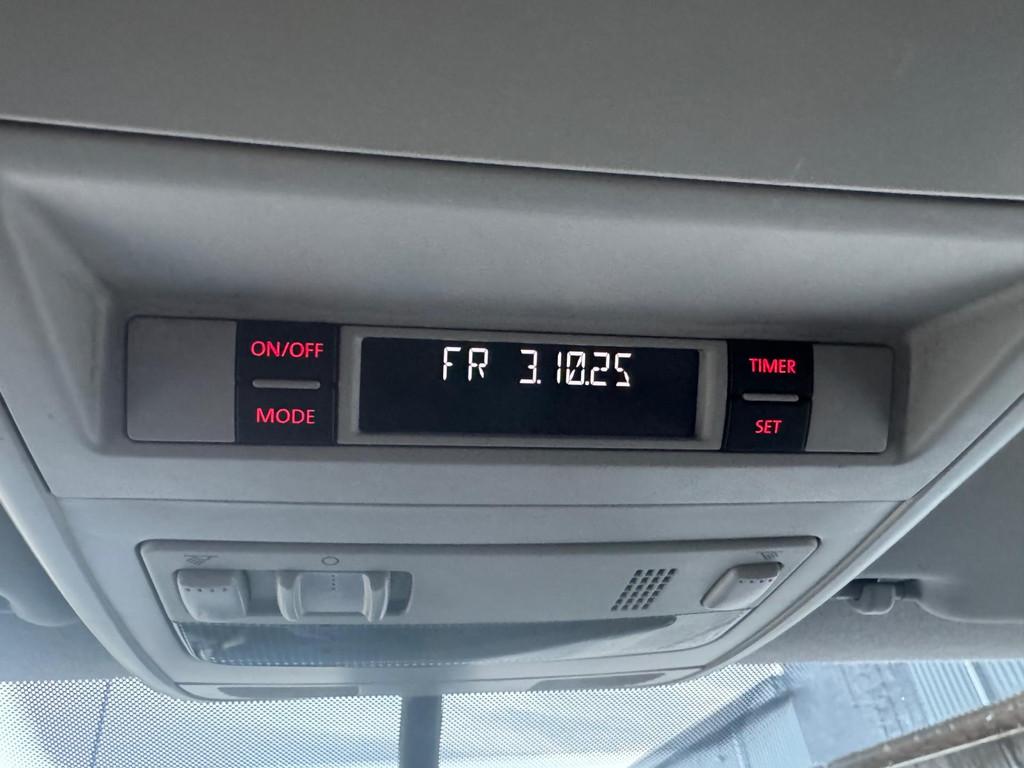 ON/OFF
MODE
FR 3.10.25
TIMER
SET